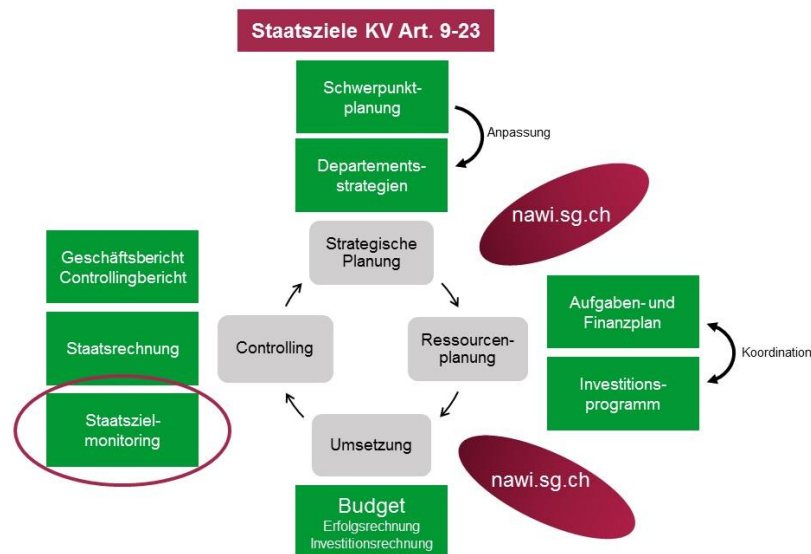 Staatsziele KV Art. 9-23
Schwerpunkt-
planung
Anpassung
Departements-
strategien
nawi.sg.ch
Strategische
Planung
Geschäftsbericht
Controllingbericht
Aufgaben- und
Finanzplan
Staatsrechnung
Controlling
Ressourcen-
planung
Koordination
Investitions-
programm
Staatsziel-
monitoring
Umsetzung
nawi.sg.ch
Budget
Erfolgsrechnung
Investitionsrechnung